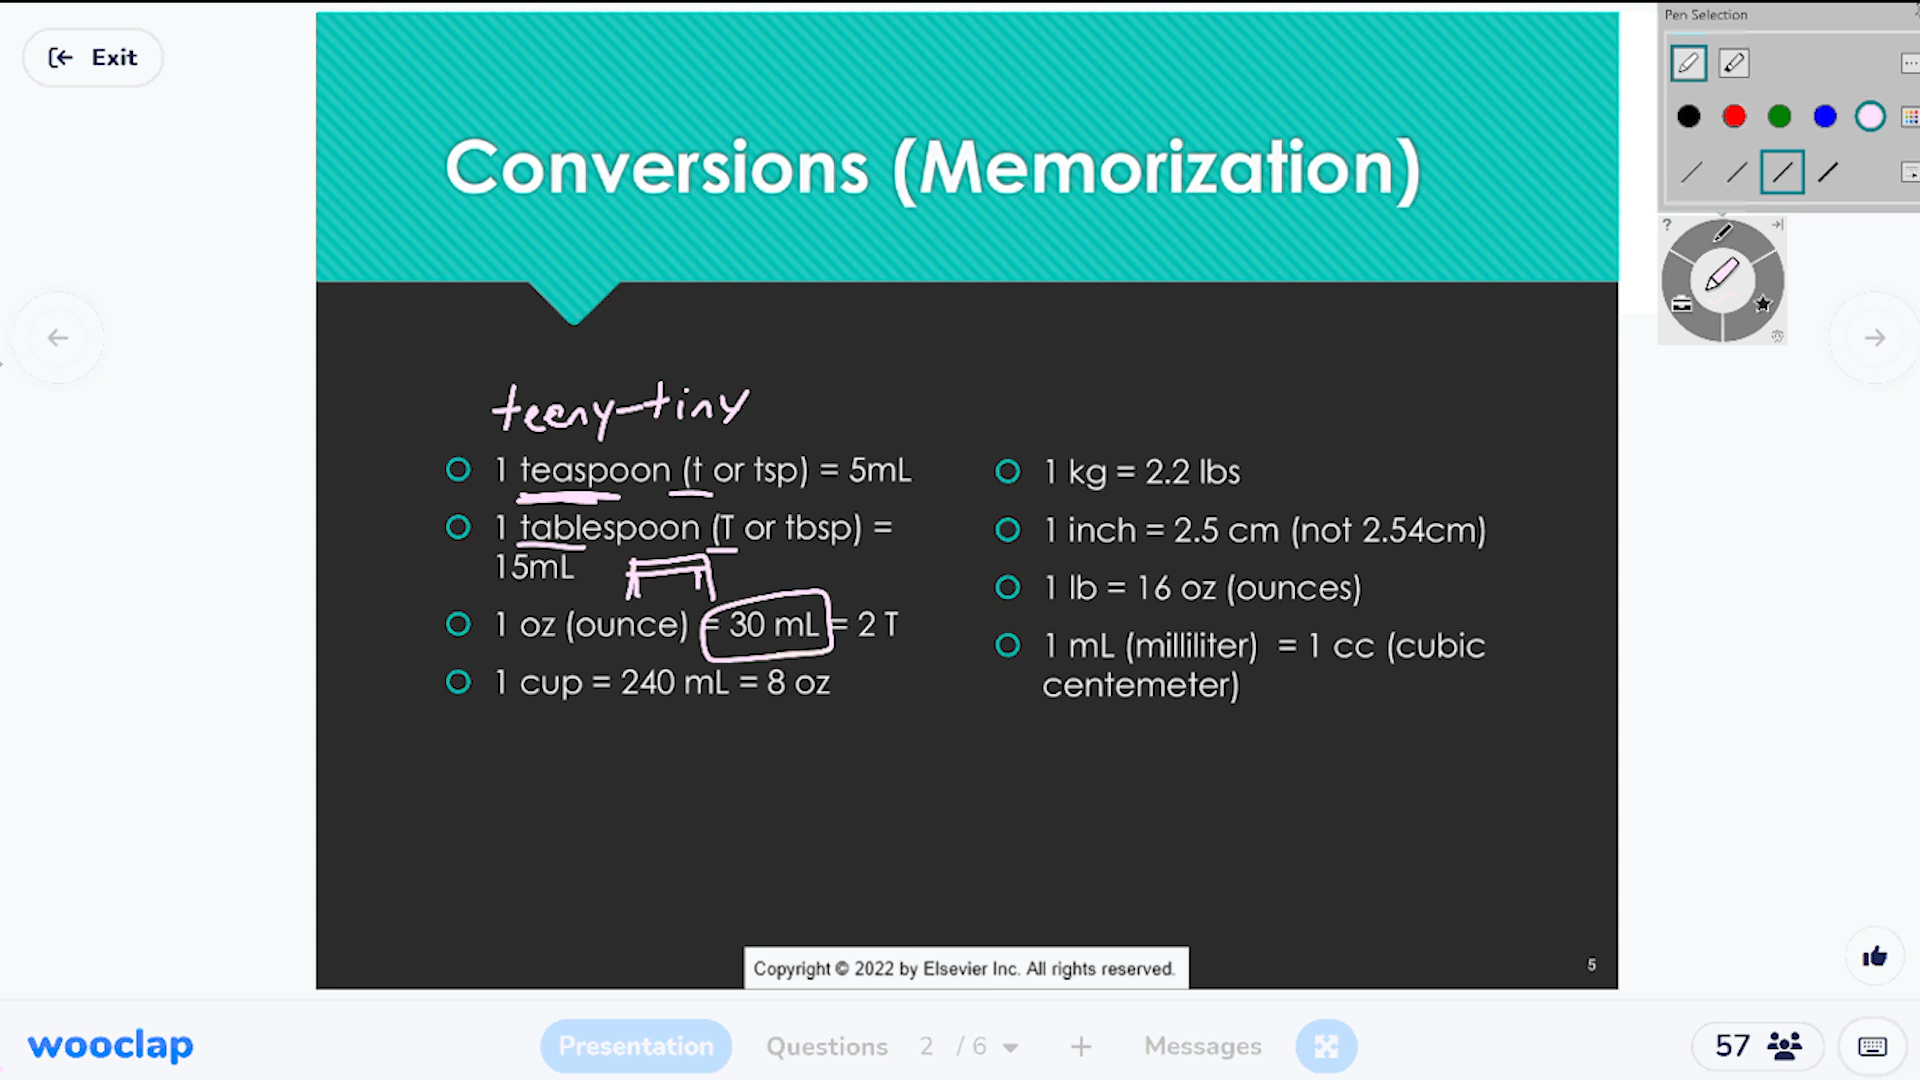 Exit
Pen Selection
Conversions (Memorization)
teeny-tiny
1 teaspoon (t or tsp) = 5mL
1 tablespoon (T or tbsp) =
15mL
1 oz (ounce) = 30 mL = 2 T
1 cup = 240 mL = 8 oz
1 kg = 2.2 lbs
1 inch = 2.5 cm (not 2.54cm)
1 lb = 16 oz (ounces)
1 mL (milliliter) = 1 cc (cubic
centemeter)
Copyright © 2022 by Elsevier Inc. All rights reserved.
5
wooclap
Presentation
Questions 2 / 6
+
Messages
57